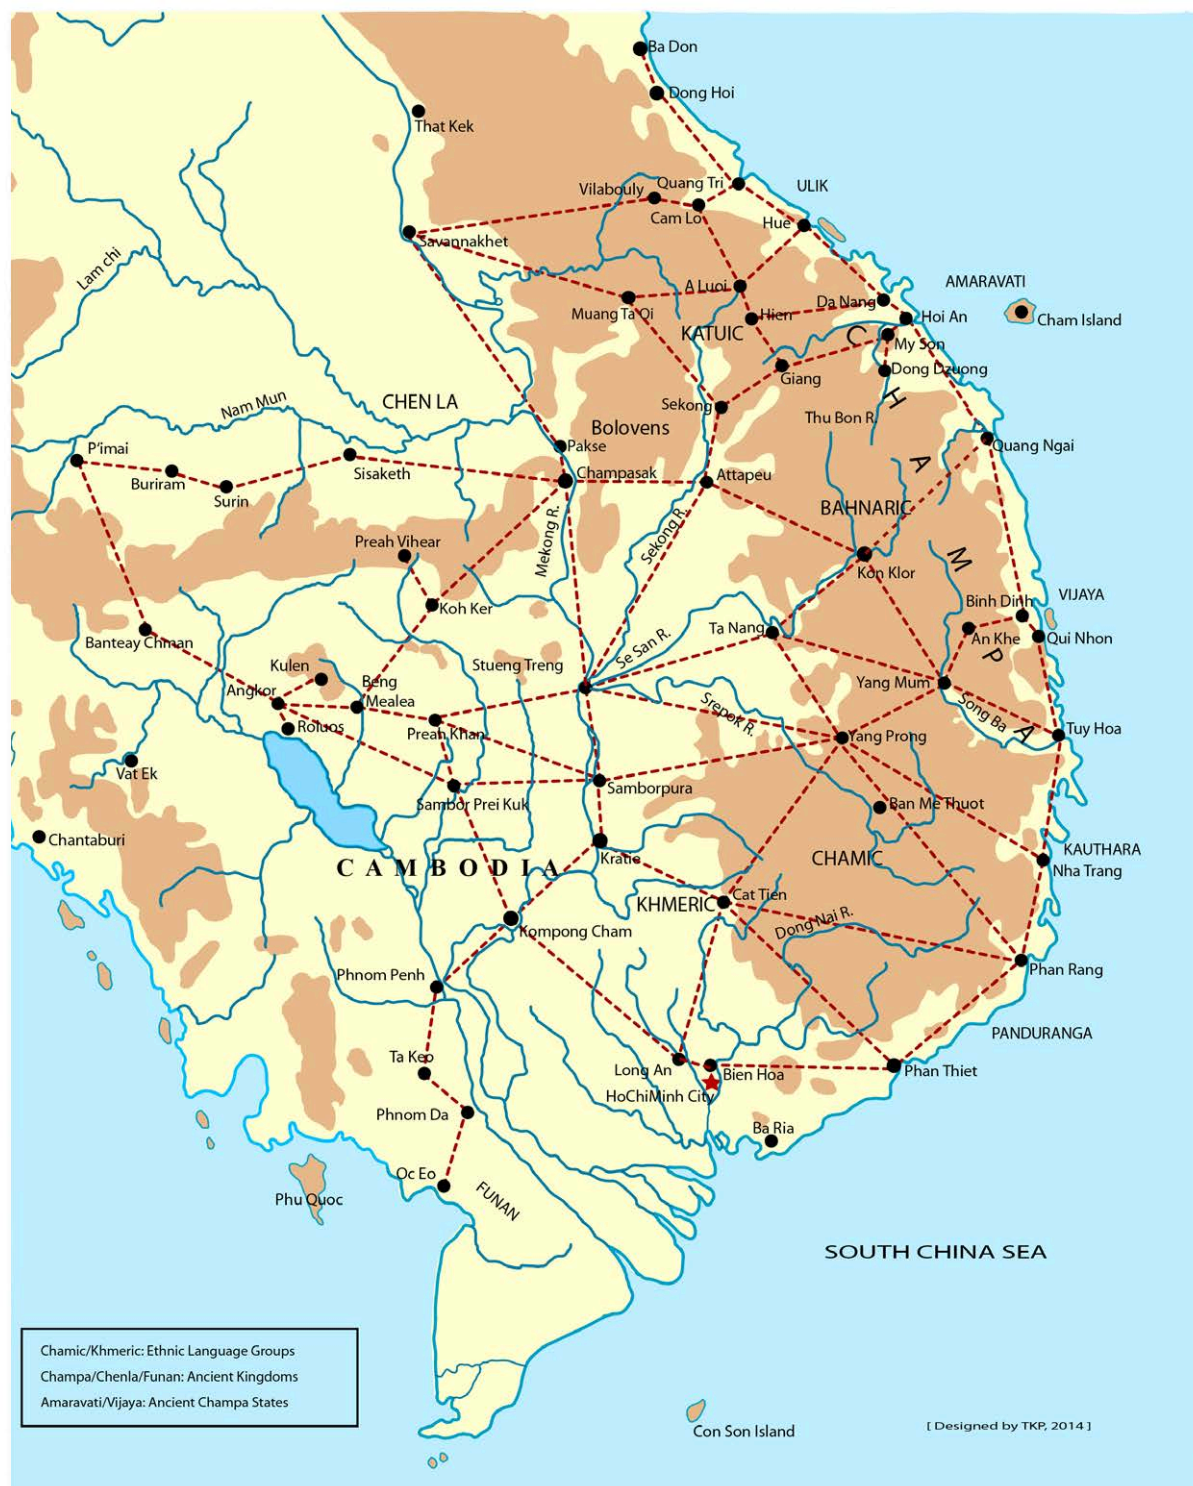 Ba Don
Dong Hoi
That Kek
Vilabouly
Quang Tri
ULIK
Cam Lo
Hue
Savannakhet
Lam chi
A Luoi
Da Nang
AMARAVATI
Muang Ta Oi
Hien
Hoi An
Cham Island
KATUIC
My Son
Giang
Dong Dzuong
CHEN LA
Nam Mun
Sekong
Thu Bon R.
Bolovens
C H A M P A
P'imai
Pakse
Quang Ngai
Buriram
Surin
Sisaketh
Champasak
Attapeu
BAHNARIC
Preah Vihear
Mekong R.
Sekong R.
Kon Klor
Koh Ker
Binh Dinh
VIJAYA
Banteay Chman
Ta Nang
An Khe
Qui Nhon
Kulen
Stueng Treng
Se San R.
Angkor
Beng
Mealea
Yang Mum
Song Ba
Roluos
Preah Khan
Srepok R.
Yang Prong
Tuy Hoa
Vat Ek
Sambor Prei Kuk
Samborpura
Ban Me Thuot
Chantaburi
CAMBODIA
Kratie
CHAMIC
KAUTHARA
Nha Trang
KHMERIC
Cat Tien
Kompong Cham
Dong Nai R.
Phnom Penh
Phan Rang
PANDURANGA
Ta Keo
Long An
Bien Hoa
Phan Thiet
HoChiMinh City
Phnom Da
Ba Ria
Oc Eo
Phu Quoc
FUNAN
SOUTH CHINA SEA
Chamic/Khmeric: Ethnic Language Groups
Champa/Chenla/Funan: Ancient Kingdoms
Amaravati/Vijaya: Ancient Champa States
Con Son Island
[ Designed by TKP, 2014 ]